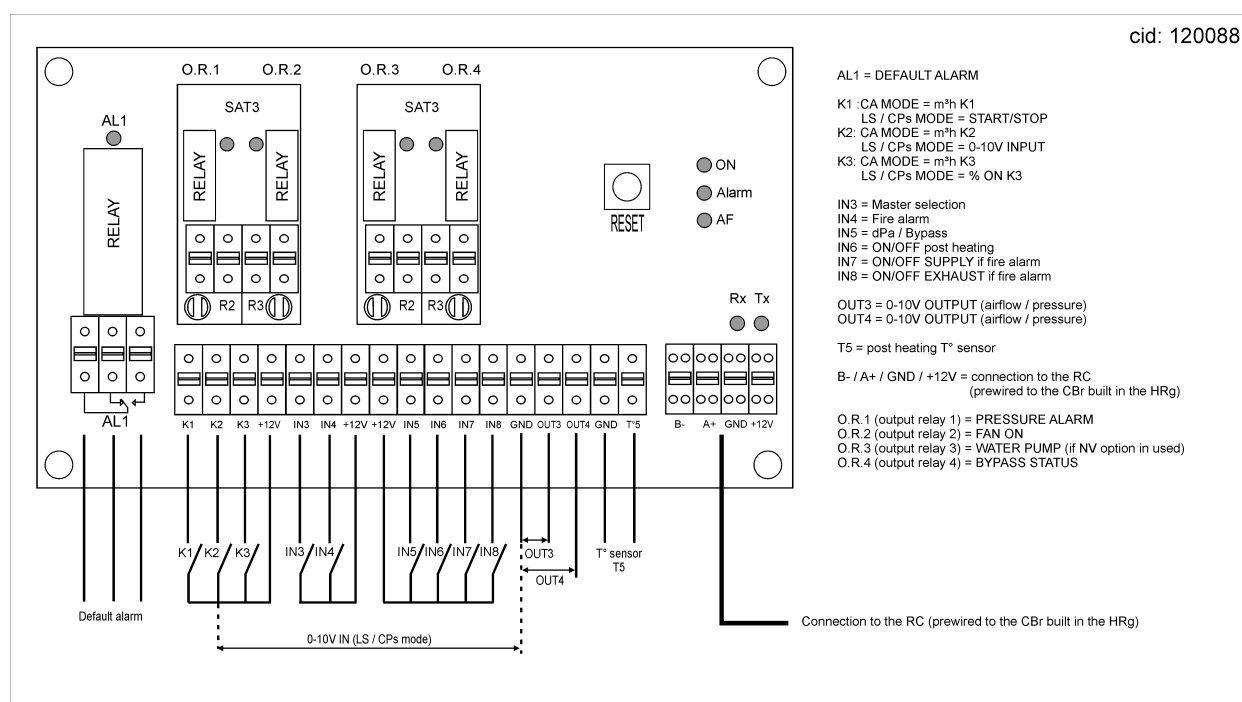 cid: 120088
O.R.1 O.R.2 O.R.3 O.R.4
SAT3 SAT3
AL1
RELAY RELAY RELAY RELAY RELAY
RESET
ON
Alarm
AF
R2 R3 R2 R3
Rx Tx
AL1
K1 K2 K3 +12V IN3 IN4 +12V +12V IN5 IN6 IN7 IN8 GND OUT3 OUT4 GND T°5 B- A+ GND +12V
K1 K2 K3 IN3 IN4 IN5 IN6 IN7 IN8 OUT3 T° sensor
T5
OUT4
Default alarm
0-10V IN (LS / CPs mode)
Connection to the RC (prewired to the CBr built in the HRg)
AL1 = DEFAULT ALARM
K1 :CA MODE = m³h K1
LS / CPs MODE = START/STOP
K2: CA MODE = m³h K2
LS / CPs MODE = 0-10V INPUT
K3: CA MODE = m³h K3
LS / CPs MODE = % ON K3
IN3 = Master selection
IN4 = Fire alarm
IN5 = dPa / Bypass
IN6 = ON/OFF post heating
IN7 = ON/OFF SUPPLY if fire alarm
IN8 = ON/OFF EXHAUST if fire alarm
OUT3 = 0-10V OUTPUT (airflow / pressure)
OUT4 = 0-10V OUTPUT (airflow / pressure)
T5 = post heating T° sensor
B- / A+ / GND / +12V = connection to the RC
(prewired to the CBr built in the HRg)
O.R.1 (output relay 1) = PRESSURE ALARM
O.R.2 (output relay 2) = FAN ON
O.R.3 (output relay 3) = WATER PUMP (if NV option in used)
O.R.4 (output relay 4) = BYPASS STATUS